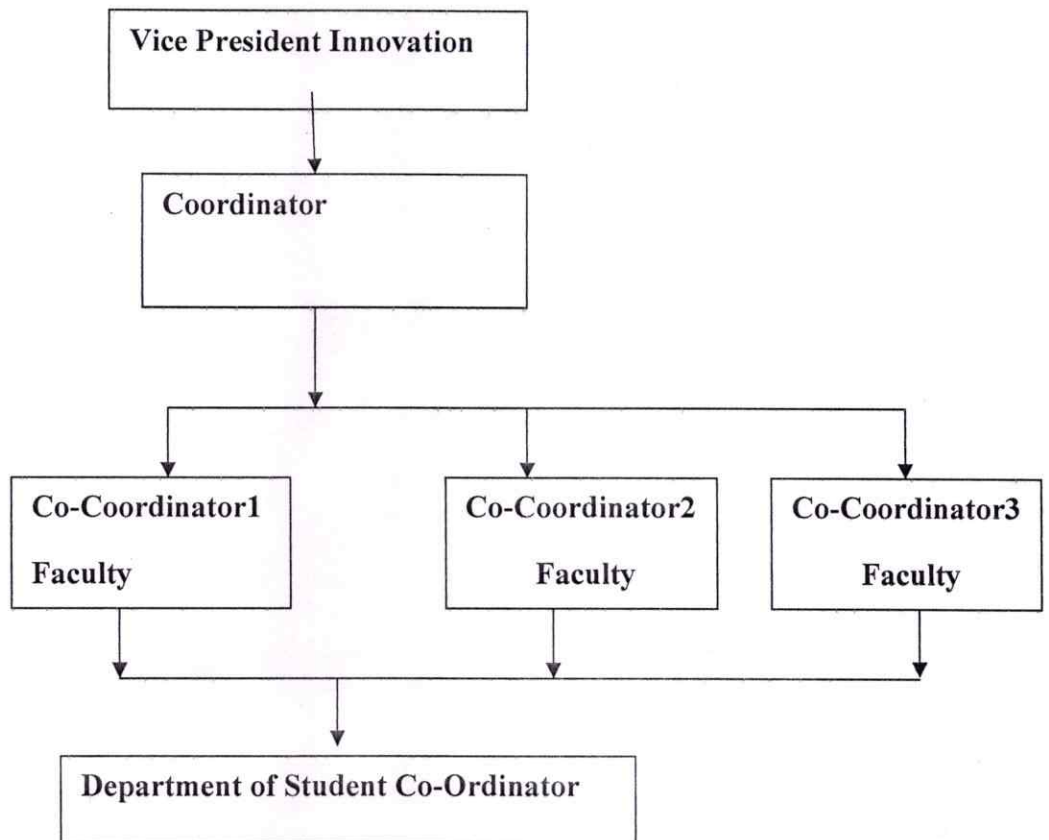 Vice President Innovation
Coordinator
Co-Coordinator1
Faculty
Co-Coordinator2
Faculty
Co-Coordinator3
Faculty
Department of Student Co-Ordinator